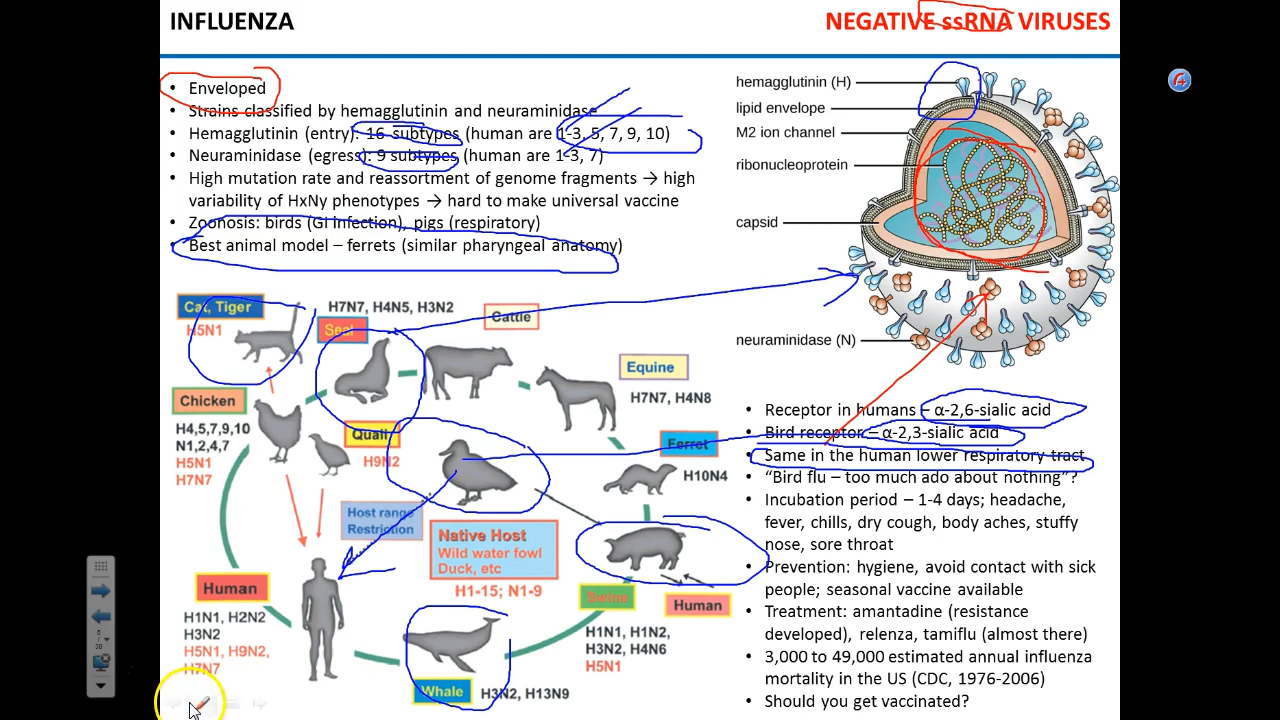 INFLUENZA
NEGATIVE ssRNA VIRUSES
• Enveloped
• Strains classified by hemagglutinin and neuraminidase
• Hemagglutinin (entry): 16 subtypes (human are 1-3, 5, 7, 9, 10)
• Neuraminidase (egress): 9 subtypes (human are 1-3, 7)
• High mutation rate and reassortment of genome fragments → high
variability of HxNy phenotypes → hard to make universal vaccine
• Zoonosis: birds (GI infection), pigs (respiratory)
• Best animal model – ferrets (similar pharyngeal anatomy)
hemagglutinin (H)
lipid envelope
M2 ion channel
ribonucleoprotein
capsid
neuraminidase (N)
Cat, Tiger
H5N1
H7N7, H4N5, H3N2
Seal
Cattle
Equine
H7N7, H4N8
Chicken
H4,5,7,9,10
N1,2,4,7
H5N1
H7N7
Quail
H9N2
Ferret
H10N4
Host range
Restriction
Native Host
Wild water fowl
Duck, etc
H1-15; N1-9
Human
H1N1, H2N2
H3N2
H5N1, H9N2,
H7N7
Swine
Human
H1N1, H1N2,
H3N2, H4N6
H5N1
Whale
H3N2, H13N9
• Receptor in humans – α-2,6-sialic acid
• Bird receptor – α-2,3-sialic acid
• Same in the human lower respiratory tract
• “Bird flu – too much ado about nothing”?
• Incubation period – 1-4 days; headache,
fever, chills, dry cough, body aches, stuffy
nose, sore throat
• Prevention: hygiene, avoid contact with sick
people; seasonal vaccine available
• Treatment: amantadine (resistance
developed), relenza, tamiflu (almost there)
• 3,000 to 49,000 estimated annual influenza
mortality in the US (CDC, 1976-2006)
• Should you get vaccinated?